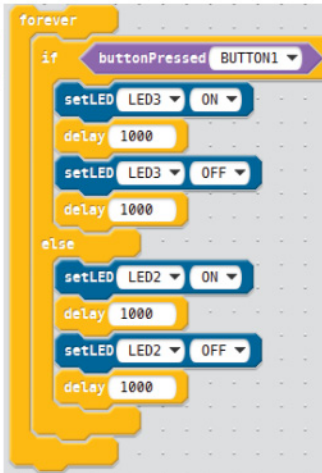 forever
if buttonPressed BUTTON1
setLED LED3 ON
delay 1000
setLED LED3 OFF
delay 1000
else
setLED LED2 ON
delay 1000
setLED LED2 OFF
delay 1000